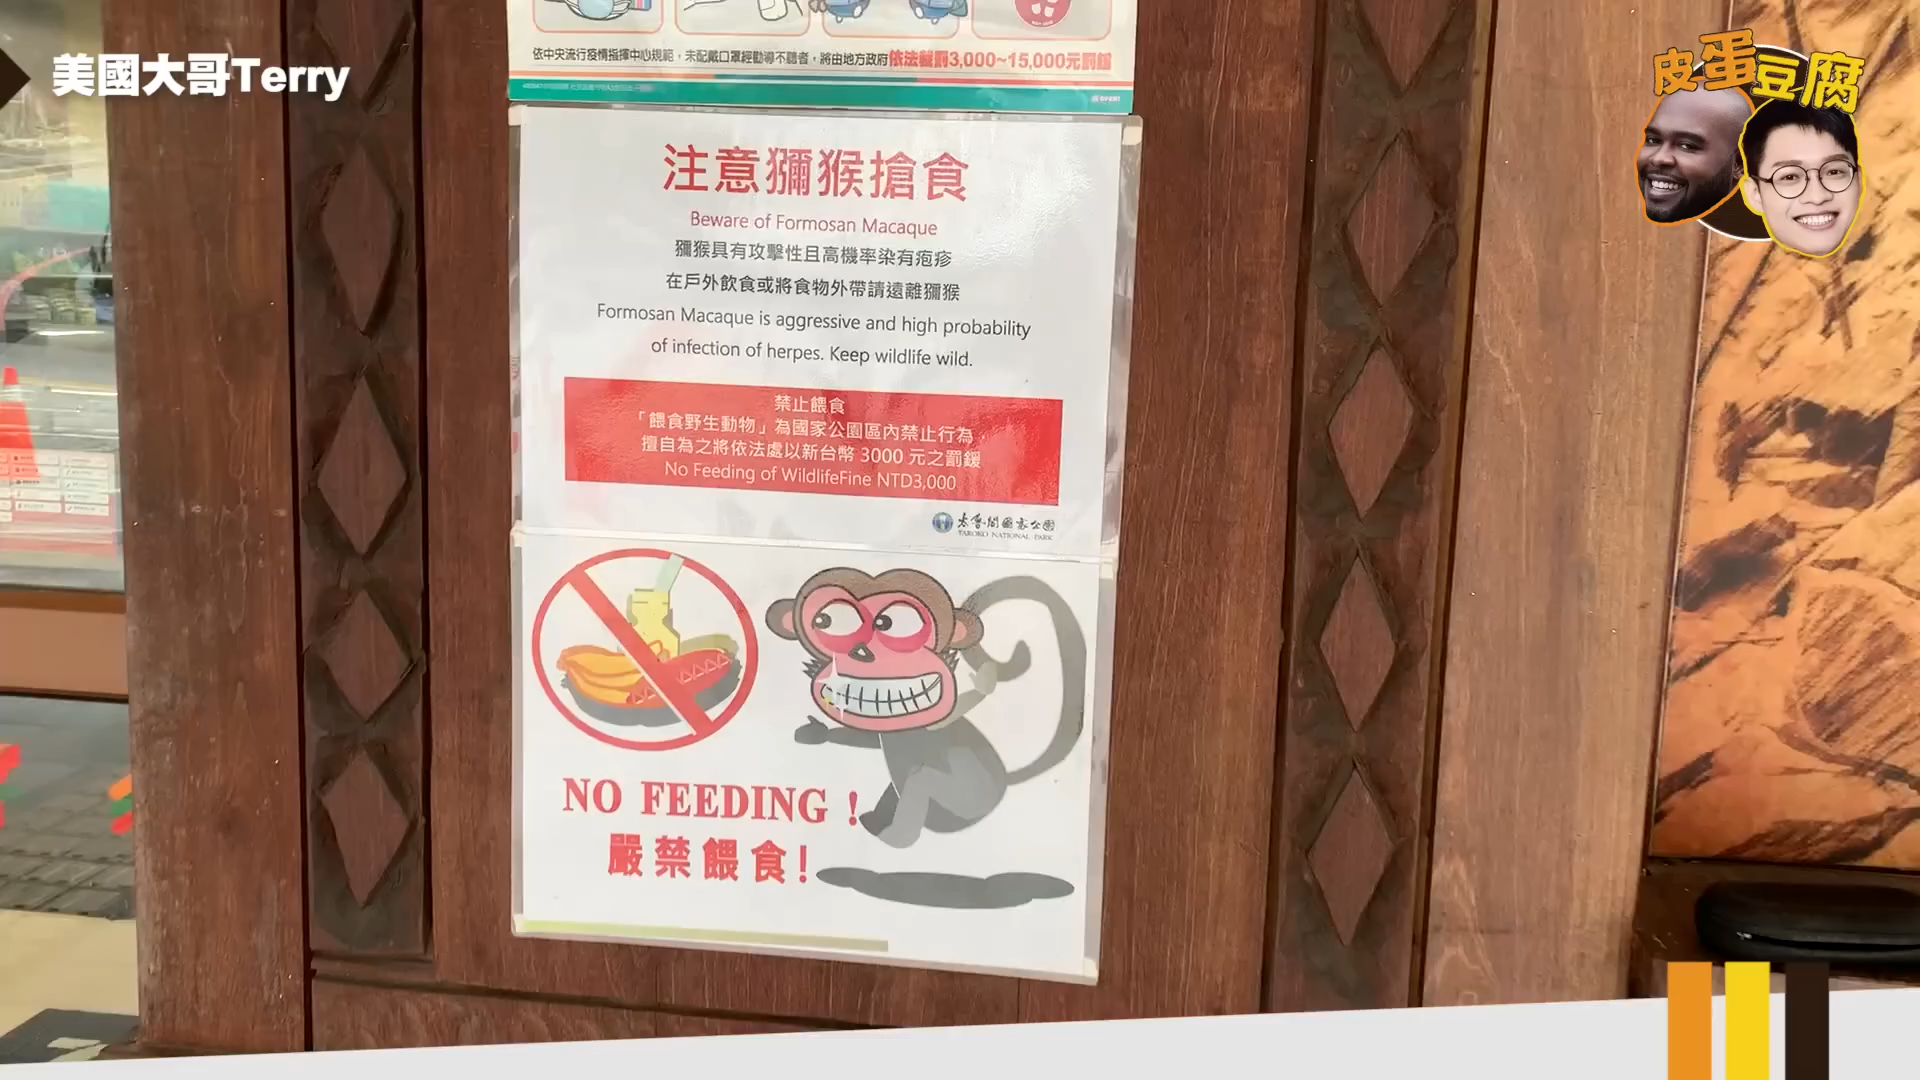 美國大哥Terry
皮蛋豆腐
依中央流行疫情指揮中心規範，未配戴口罩經勸導不聽者，將由地方政府依法裁罰3,000~15,000元罰鍰
注意獼猴搶食
Beware of Formosan Macaque
獼猴具有攻擊性且高機率染有疱疹
在戶外飲食或將食物外帶請遠離獼猴
Formosan Macaque is aggressive and high probability
of infection of herpes. Keep wildlife wild.
禁止餵食
「餵食野生動物」為國家公園區內禁止行為，
擅自為之將依法處以新台幣 3000 元之罰鍰
No Feeding of WildlifeFine NTD3,000
太魯閣國家公園
TAROKO NATIONAL PARK
NO FEEDING !
嚴禁餵食!